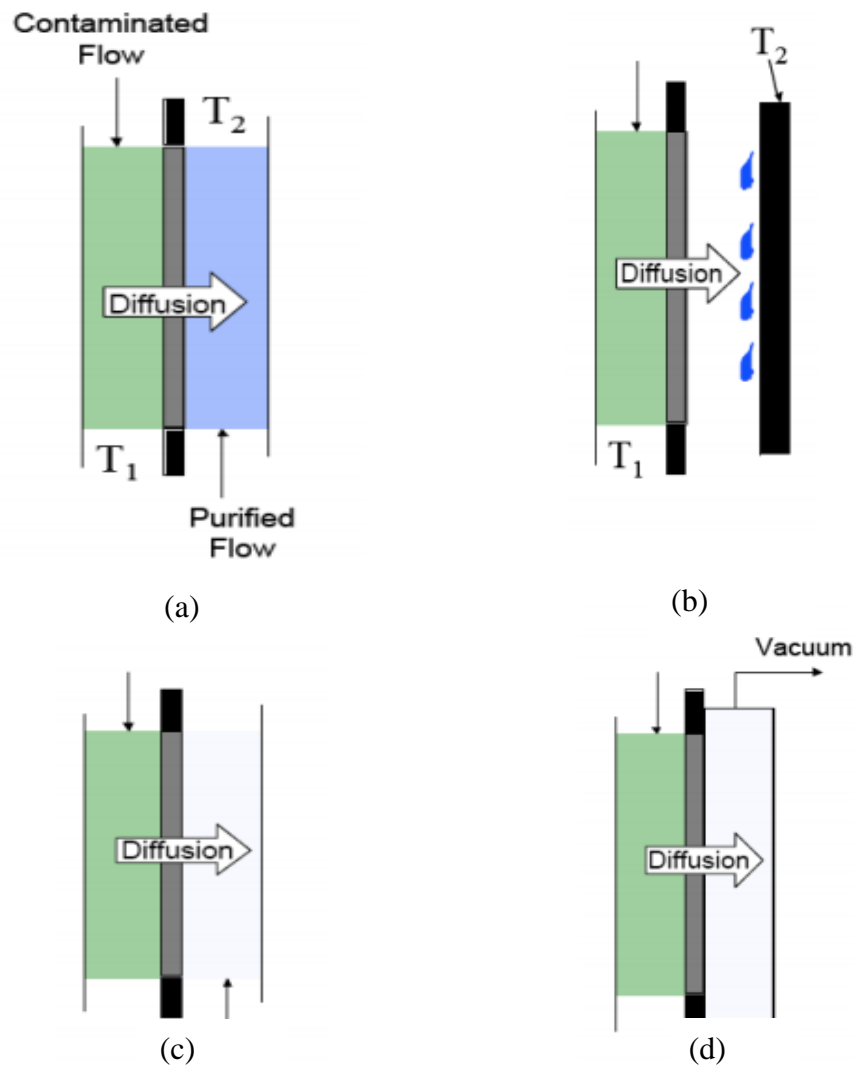 Contaminated
Flow
T2
Diffusion
T1
Purified
Flow
(a)
T2
Diffusion
T1
(b)
Diffusion
(c)
Vacuum
Diffusion
(d)